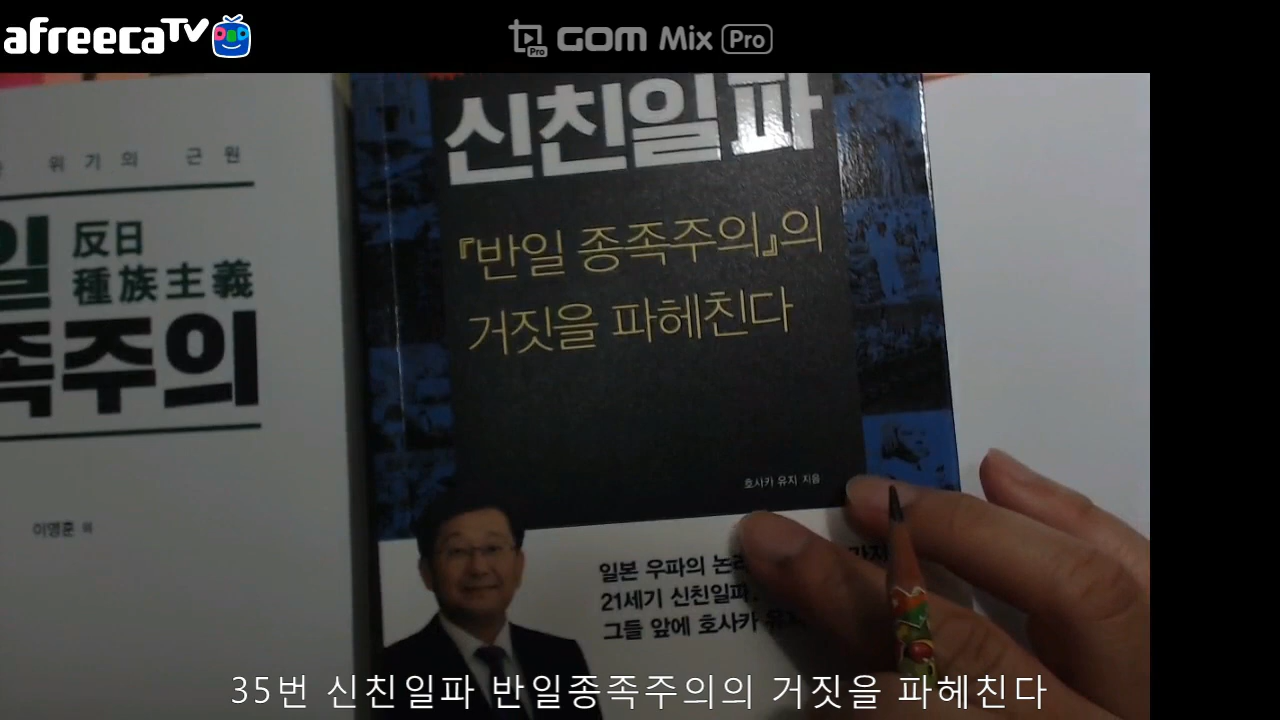 afreecaTV
Pro GOM Mix Pro
위기의 근원
일 反日
種族主義
족주의
이영훈 외
신친일파
『반일 종족주의』의
거짓을 파헤친다
호사카 유지 지음
일본 우파의 논리
21세기 신친일파
그들 앞에 호사카 유지
35번 신친일파 반일종족주의의 거짓을 파헤친다